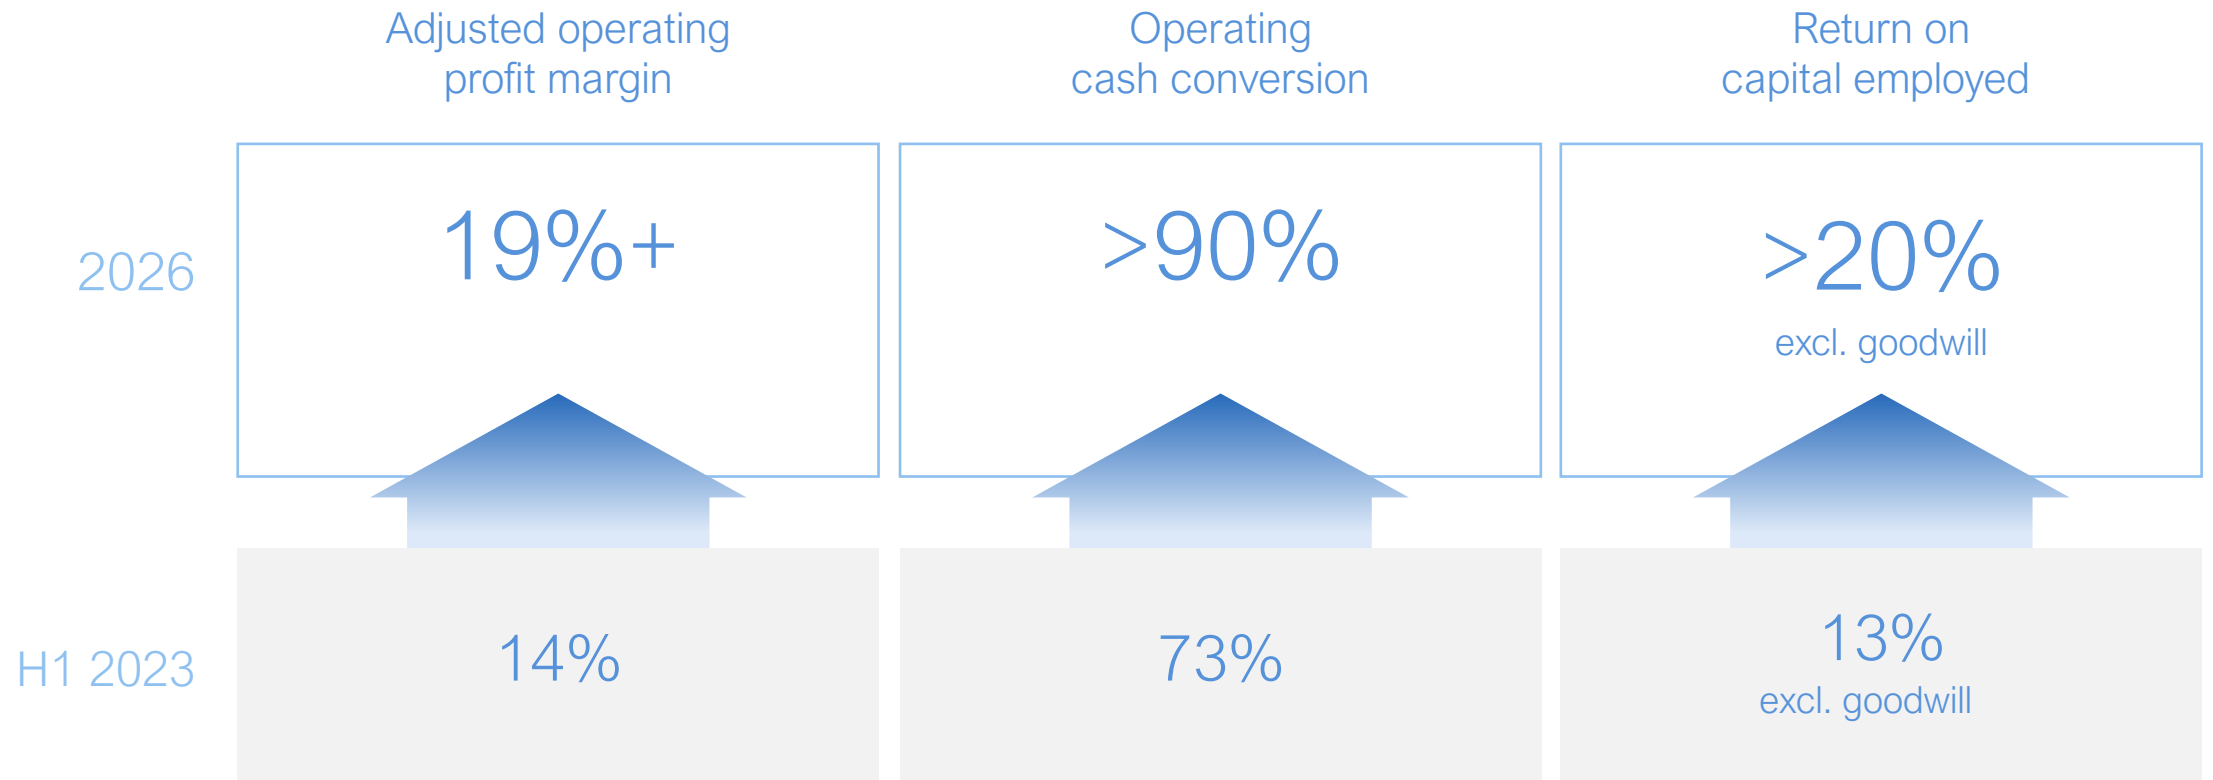 Adjusted operating
profit margin
Operating
cash conversion
Return on
capital employed
2026
19%+
>90%
>20%
excl. goodwill
H1 2023
14%
73%
13%
excl. goodwill